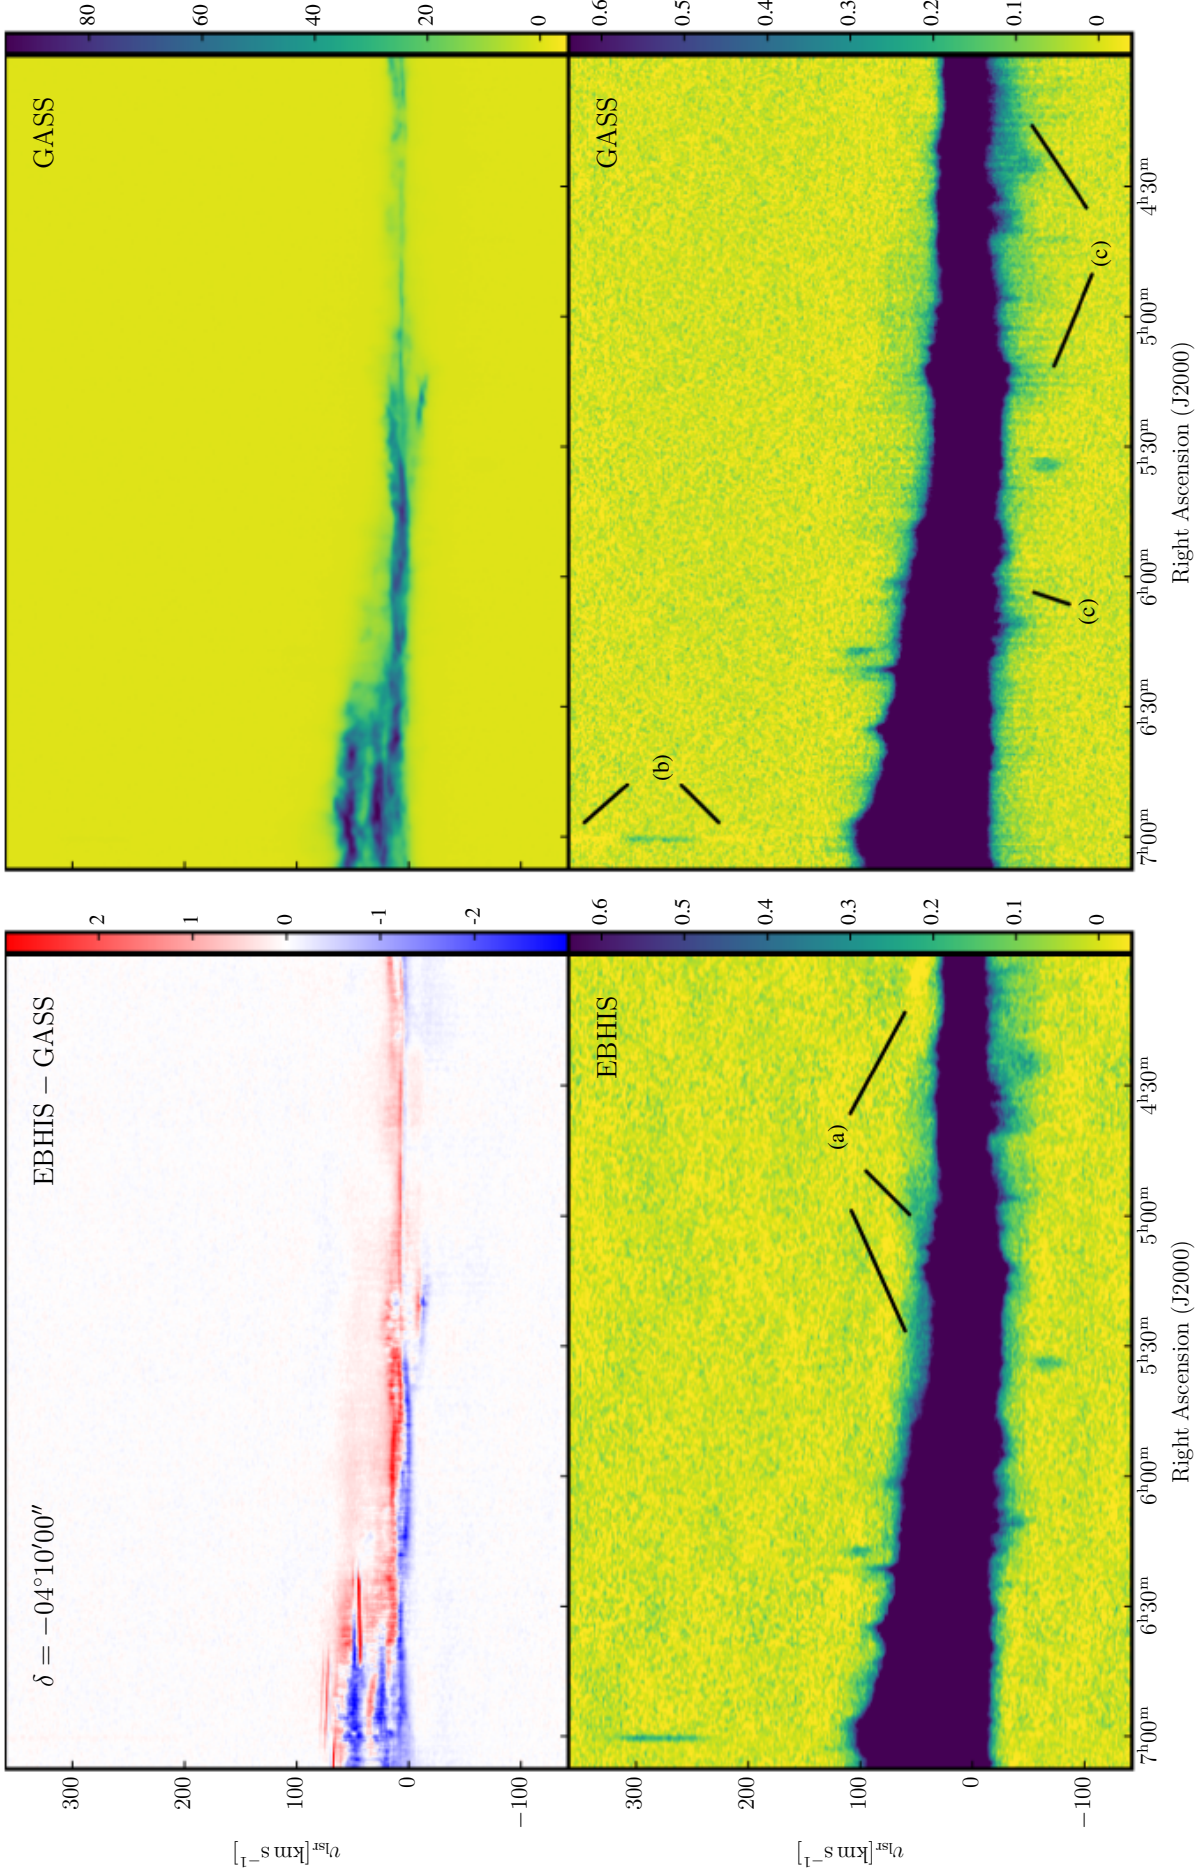 δ = −04°10′00″
EBHIS − GASS
GASS
300
200
100
0
−100
v_lsr[km s⁻¹]
2
1
0
-1
-2
80
60
40
20
0
EBHIS
(a)
GASS
(b)
(c)
(c)
300
200
100
0
−100
v_lsr[km s⁻¹]
0.6
0.5
0.4
0.3
0.2
0.1
0
0.6
0.5
0.4
0.3
0.2
0.1
0
7ʰ00ᵐ 6ʰ30ᵐ 6ʰ00ᵐ 5ʰ30ᵐ 5ʰ00ᵐ 4ʰ30ᵐ
7ʰ00ᵐ 6ʰ30ᵐ 6ʰ00ᵐ 5ʰ30ᵐ 5ʰ00ᵐ 4ʰ30ᵐ
Right Ascension (J2000)
Right Ascension (J2000)